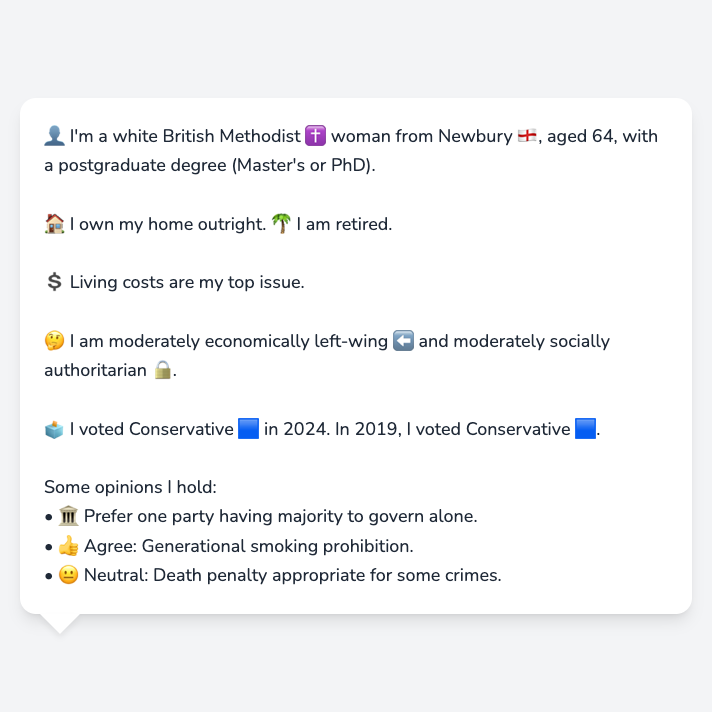 👤 I'm a white British Methodist ✝️ woman from Newbury 🏴󠁧󠁢󠁥󠁮󠁧󠁿, aged 64, with
a postgraduate degree (Master's or PhD).
🏠 I own my home outright. 🌴 I am retired.
💲 Living costs are my top issue.
🤔 I am moderately economically left-wing ⬅️ and moderately socially
authoritarian 🔒.
🗳️ I voted Conservative 🟦 in 2024. In 2019, I voted Conservative 🟦.
Some opinions I hold:
• 🏛️ Prefer one party having majority to govern alone.
• 👍 Agree: Generational smoking prohibition.
• 😐 Neutral: Death penalty appropriate for some crimes.